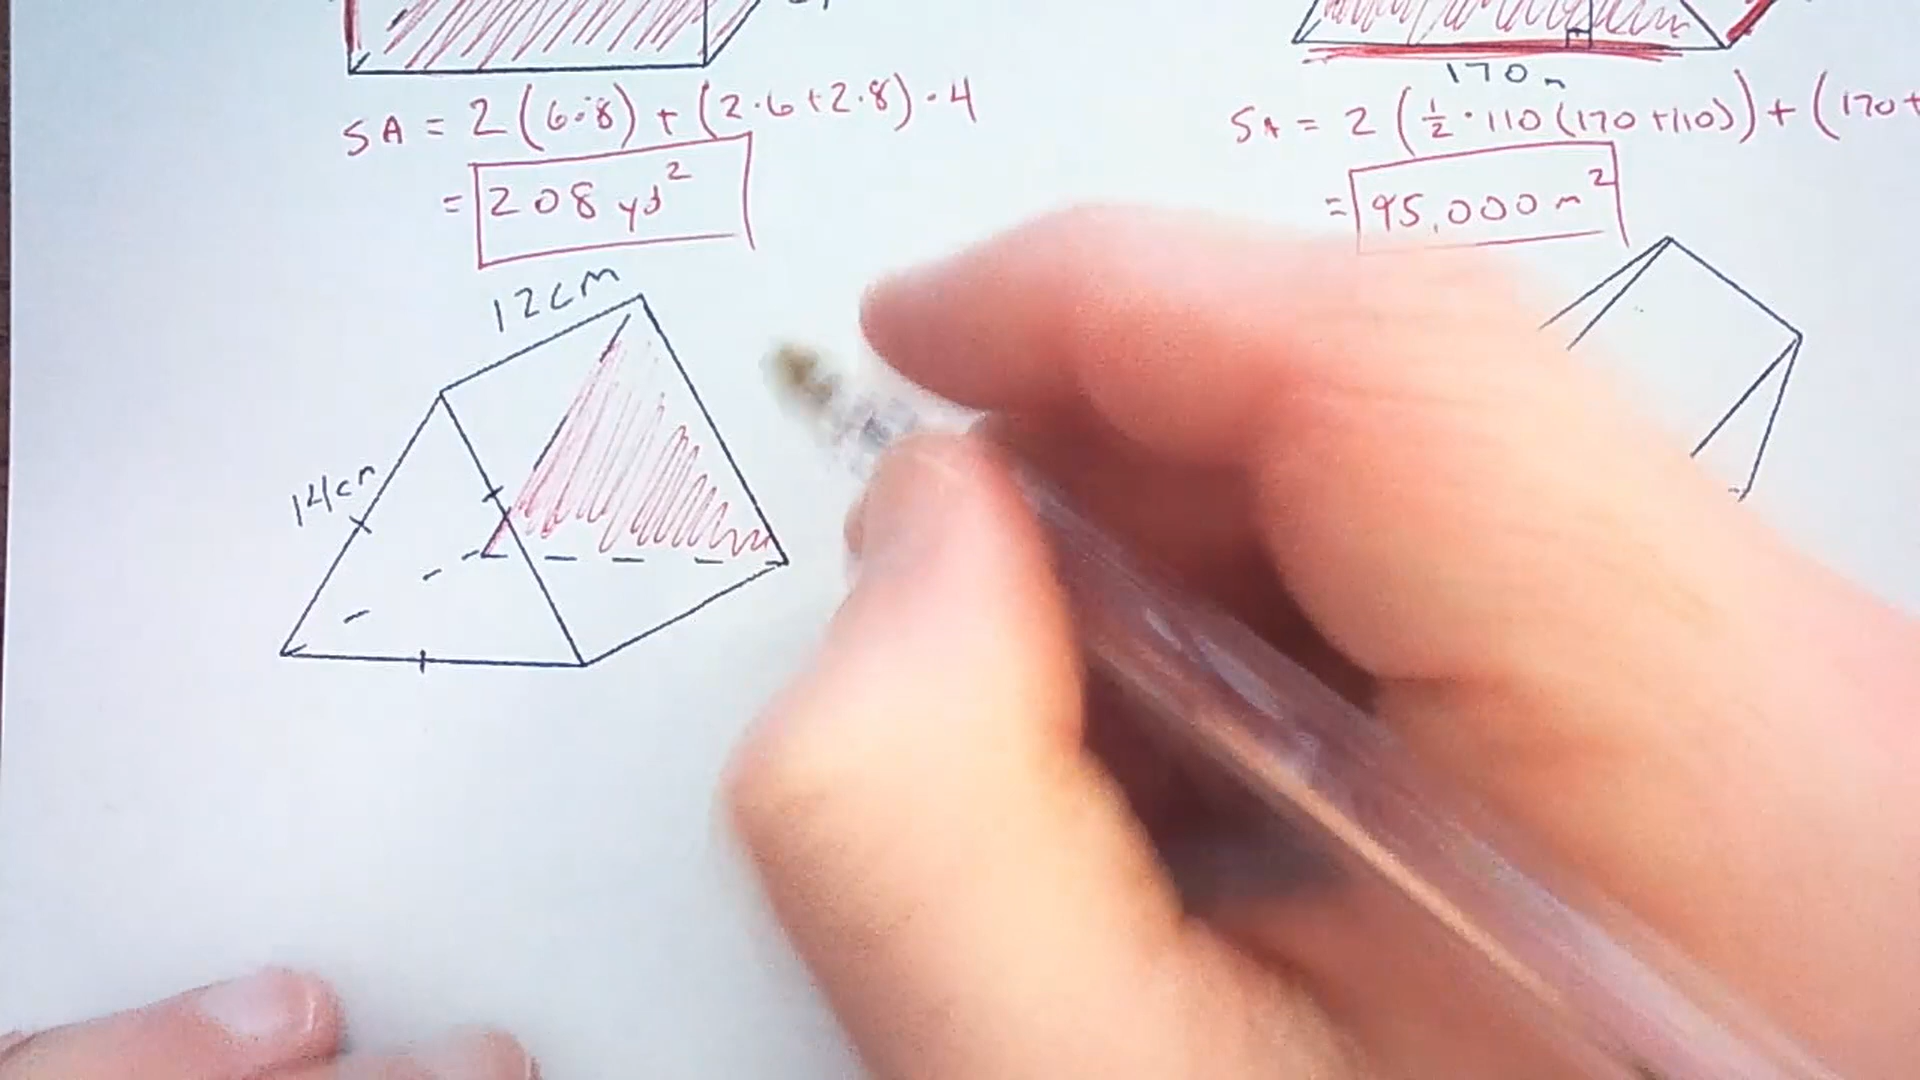 170 m
SA = 2 (6·8) + (2·6+2·8)·4
= 208 yd²
SA = 2 (½·110 (170+110)) + (170+
= 95,000 m²
12cm
14cm